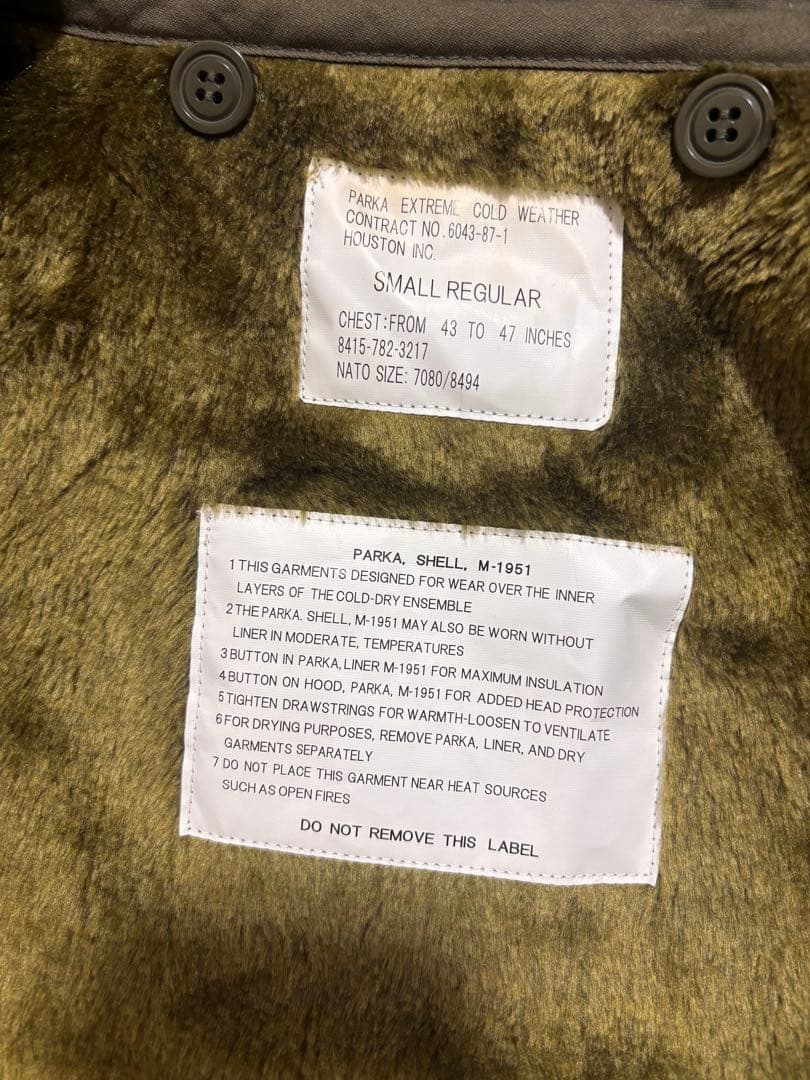 PARKA EXTREME COLD WEATHER
CONTRACT NO.6043-87-1
HOUSTON INC.
SMALL REGULAR
CHEST:FROM 43 TO 47 INCHES
8415-782-3217
NATO SIZE: 7080/8494
PARKA, SHELL, M-1951
1 THIS GARMENTS DESIGNED FOR WEAR OVER THE INNER
LAYERS OF THE COLD-DRY ENSEMBLE
2 THE PARKA. SHELL, M-1951 MAY ALSO BE WORN WITHOUT
LINER IN MODERATE, TEMPERATURES
3 BUTTON IN PARKA, LINER M-1951 FOR MAXIMUM INSULATION
4 BUTTON ON HOOD, PARKA, M-1951 FOR ADDED HEAD PROTECTION
5 TIGHTEN DRAWSTRINGS FOR WARMTH-LOOSEN TO VENTILATE
6 FOR DRYING PURPOSES, REMOVE PARKA, LINER, AND DRY
GARMENTS SEPARATELY
7 DO NOT PLACE THIS GARMENT NEAR HEAT SOURCES
SUCH AS OPEN FIRES
DO NOT REMOVE THIS LABEL